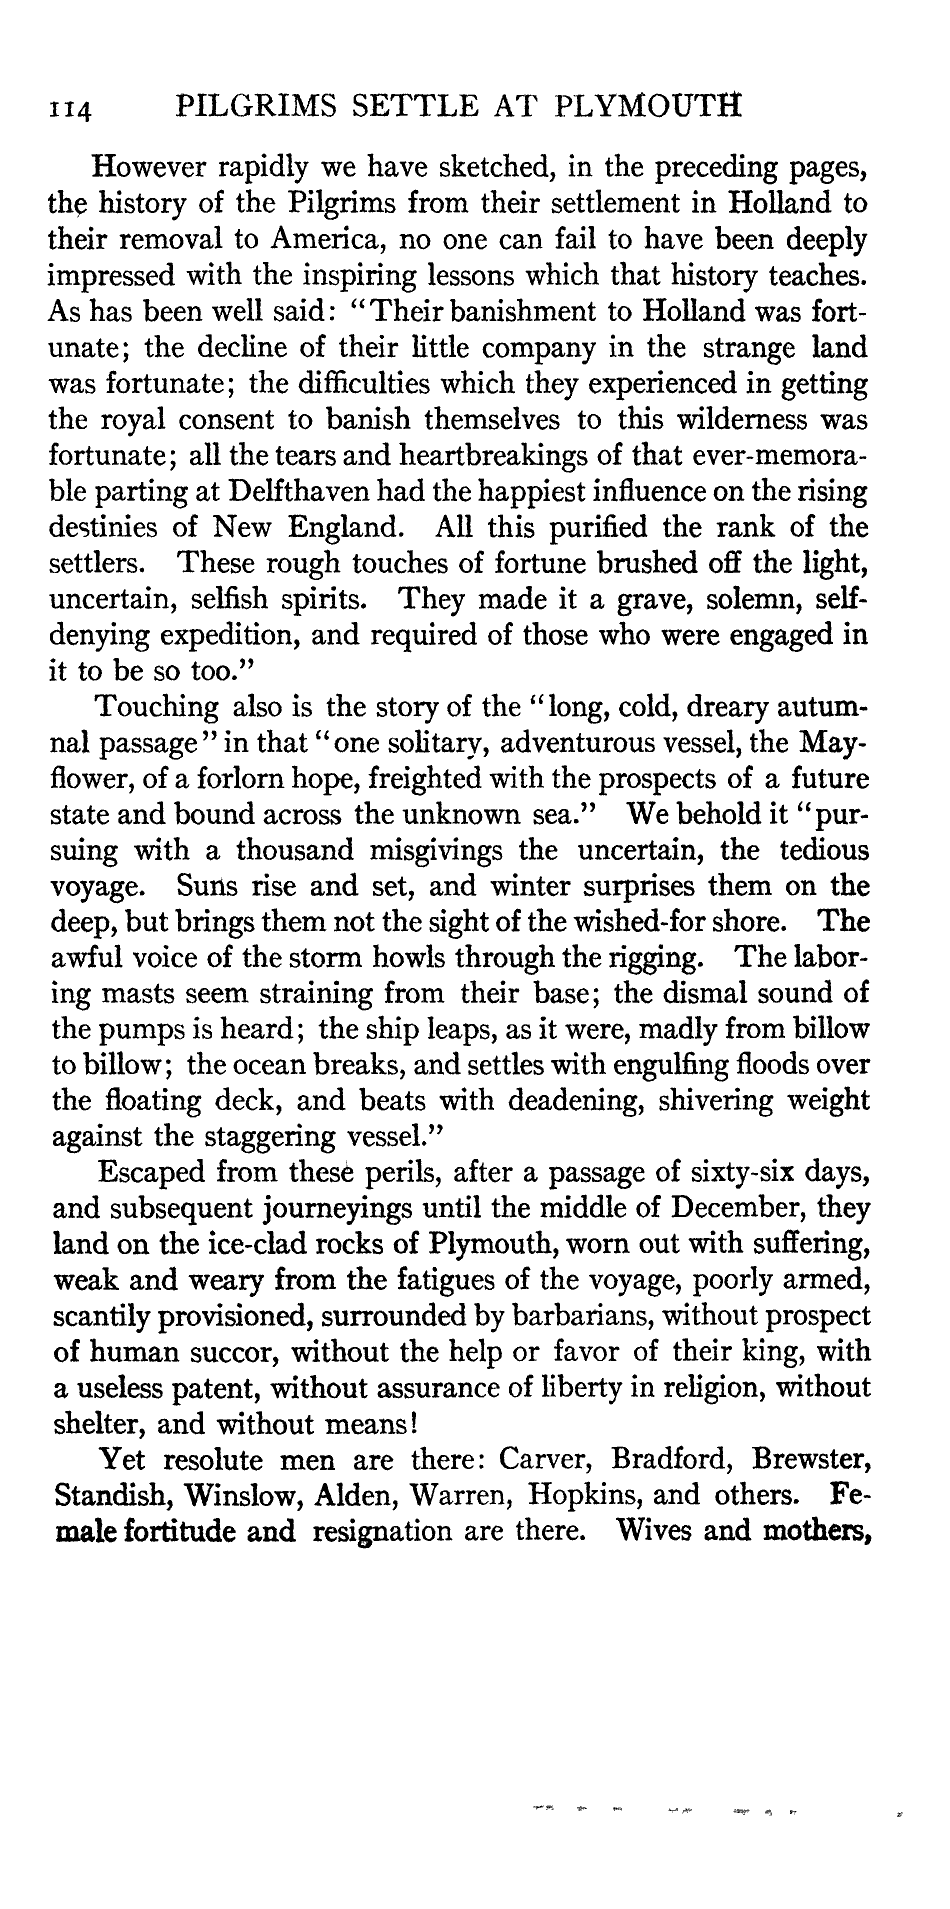 114 PILGRIMS SETTLE AT PLYMOUTH
However rapidly we have sketched, in the preceding pages,
the history of the Pilgrims from their settlement in Holland to
their removal to America, no one can fail to have been deeply
impressed with the inspiring lessons which that history teaches.
As has been well said: "Their banishment to Holland was fort-
unate; the decline of their little company in the strange land
was fortunate; the difficulties which they experienced in getting
the royal consent to banish themselves to this wilderness was
fortunate; all the tears and heartbreakings of that ever-memora-
ble parting at Delfthaven had the happiest influence on the rising
destinies of New England. All this purified the rank of the
settlers. These rough touches of fortune brushed off the light,
uncertain, selfish spirits. They made it a grave, solemn, self-
denying expedition, and required of those who were engaged in
it to be so too."
Touching also is the story of the "long, cold, dreary autum-
nal passage" in that "one solitary, adventurous vessel, the May-
flower, of a forlorn hope, freighted with the prospects of a future
state and bound across the unknown sea." We behold it "pur-
suing with a thousand misgivings the uncertain, the tedious
voyage. Suns rise and set, and winter surprises them on the
deep, but brings them not the sight of the wished-for shore. The
awful voice of the storm howls through the rigging. The labor-
ing masts seem straining from their base; the dismal sound of
the pumps is heard; the ship leaps, as it were, madly from billow
to billow; the ocean breaks, and settles with engulfing floods over
the floating deck, and beats with deadening, shivering weight
against the staggering vessel."
Escaped from these perils, after a passage of sixty-six days,
and subsequent journeyings until the middle of December, they
land on the ice-clad rocks of Plymouth, worn out with suffering,
weak and weary from the fatigues of the voyage, poorly armed,
scantily provisioned, surrounded by barbarians, without prospect
of human succor, without the help or favor of their king, with
a useless patent, without assurance of liberty in religion, without
shelter, and without means!
Yet resolute men are there: Carver, Bradford, Brewster,
Standish, Winslow, Alden, Warren, Hopkins, and others. Fe-
male fortitude and resignation are there. Wives and mothers,